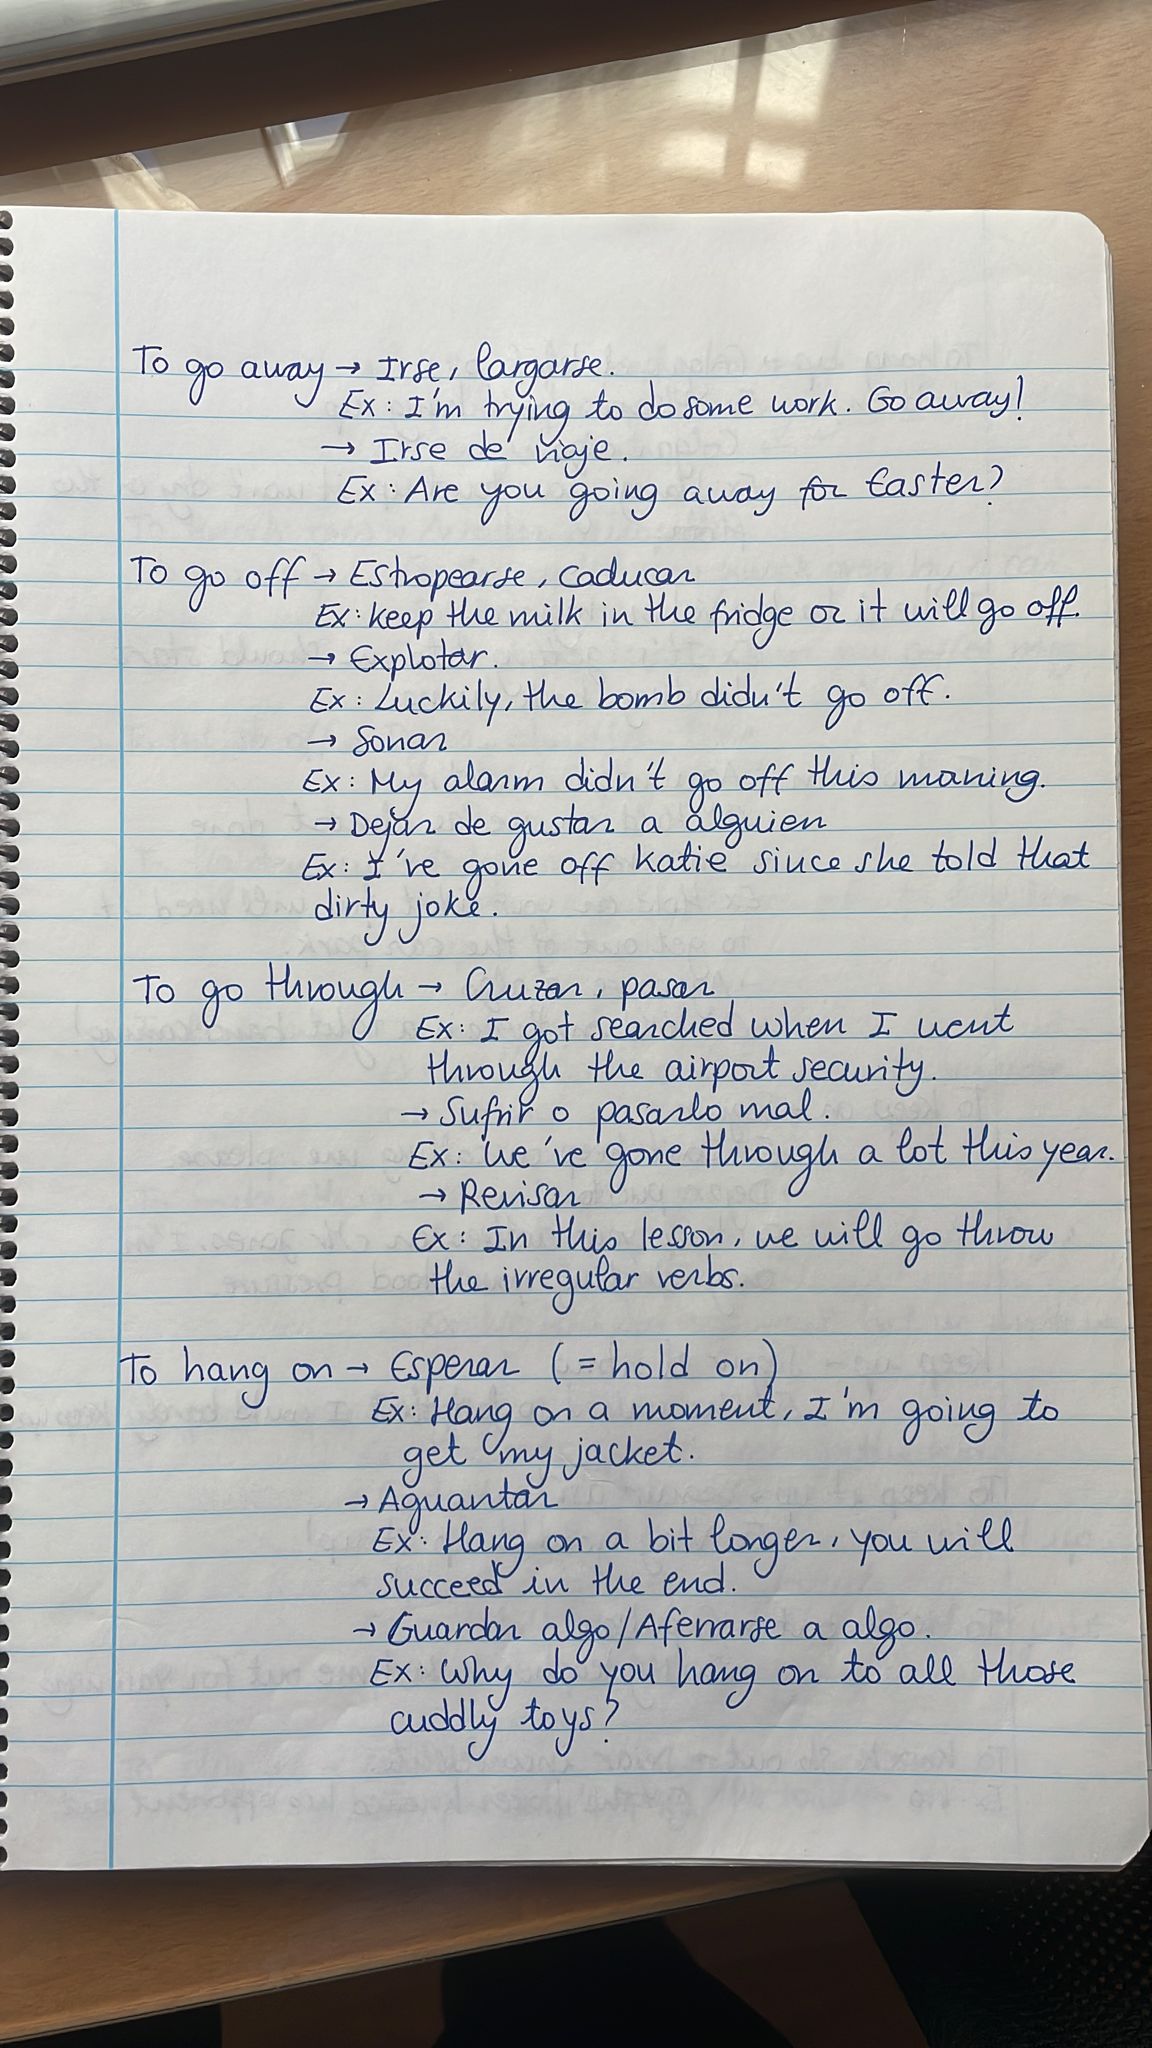 To go away → Irse, largarse.
Ex: I'm trying to do some work. Go away!
→ Irse de viaje.
Ex: Are you going away for Easter?
To go off → Estropearse, caducar
Ex: keep the milk in the fridge or it will go off.
→ Explotar.
Ex: Luckily, the bomb didn't go off.
→ Sonar
Ex: My alarm didn't go off this morning.
→ Dejar de gustar a alguien
Ex: I've gone off Katie since she told that
dirty joke.
To go through → Cruzar, pasar
Ex: I got searched when I went
through the airport security.
→ Sufrir o pasarlo mal.
Ex: We've gone through a lot this year.
→ Revisar
Ex: In this lesson, we will go throw
the irregular verbs.
To hang on → Esperar (= hold on)
Ex: Hang on a moment, I'm going to
get my jacket.
→ Aguantar
Ex: Hang on a bit longer, you will
succeed in the end.
→ Guardar algo/Aferrarse a algo.
Ex: Why do you hang on to all those
cuddly toys?